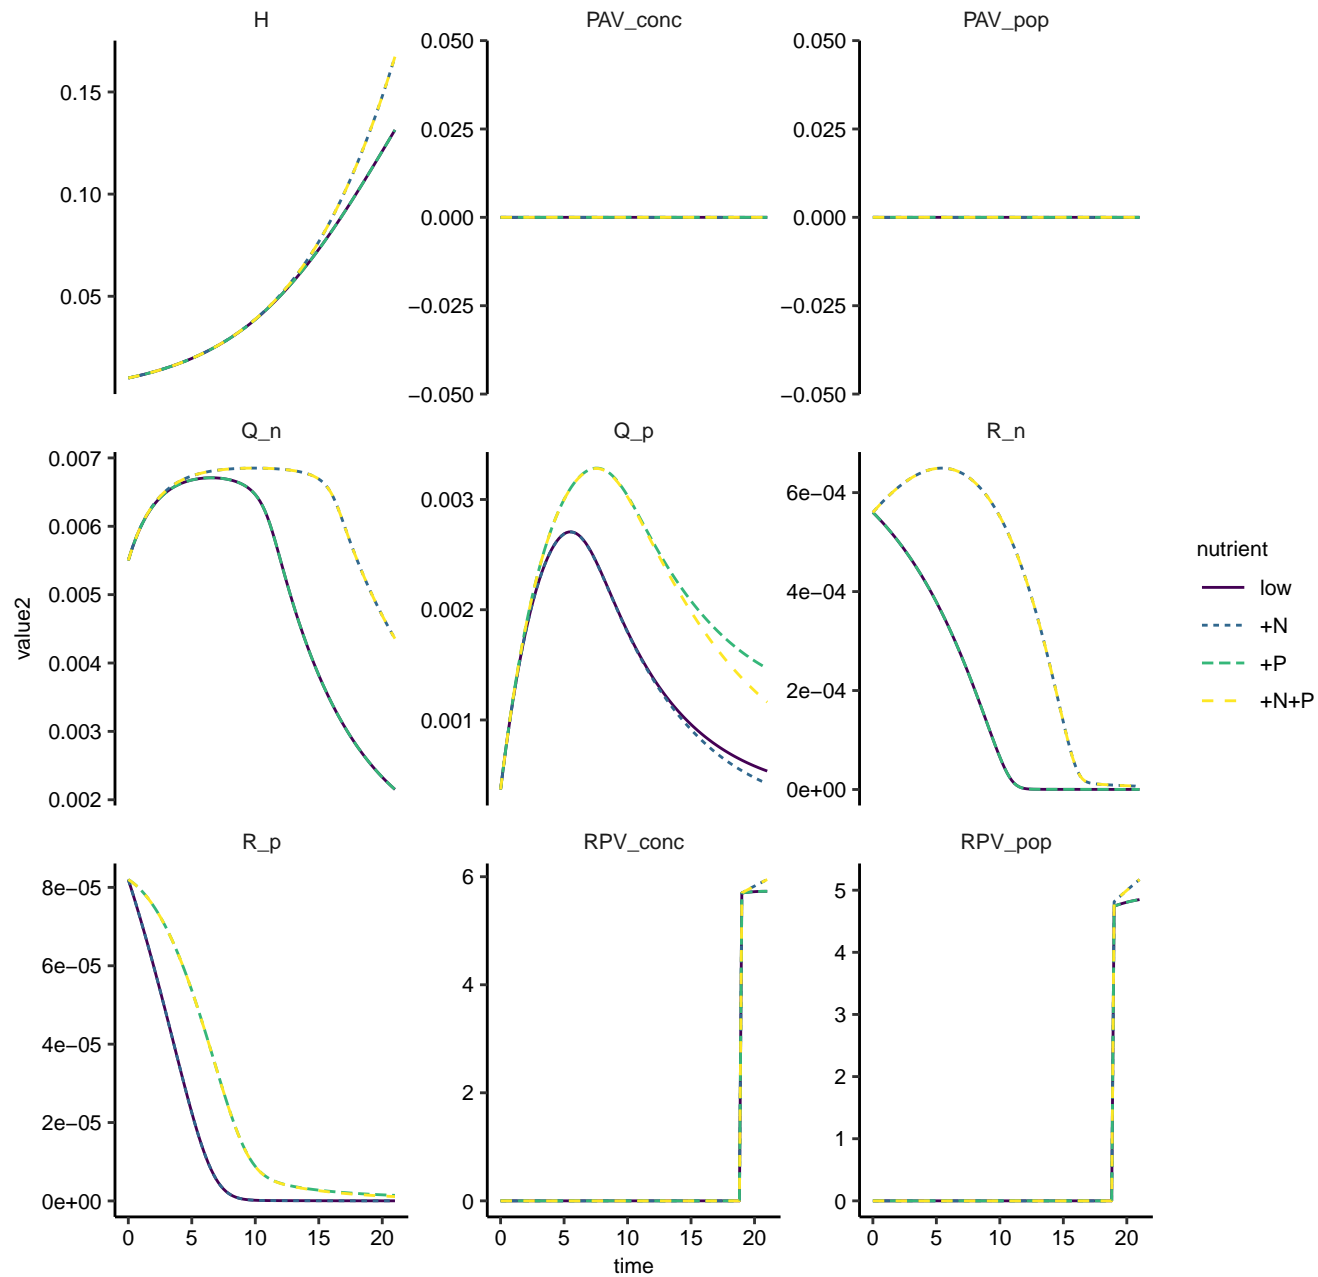 H
PAV_conc
PAV_pop
0.15
0.10
0.05
0.050
0.025
0.000
−0.025
−0.050
0.050
0.025
0.000
−0.025
−0.050
Q_n
Q_p
R_n
value2
0.007
0.006
0.005
0.004
0.003
0.002
0.003
0.002
0.001
6e−04
4e−04
2e−04
0e+00
nutrient
low
+N
+P
+N+P
R_p
RPV_conc
RPV_pop
8e−05
6e−05
4e−05
2e−05
0e+00
6
4
2
0
5
4
3
2
1
0
0 5 10 15 20
0 5 10 15 20
0 5 10 15 20
time